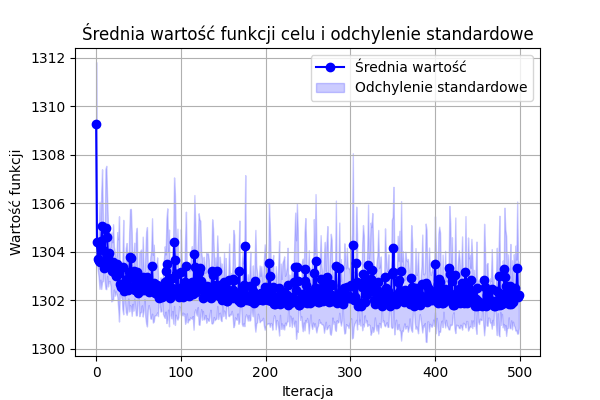 Średnia wartość funkcji celu i odchylenie standardowe
Średnia wartość
Odchylenie standardowe
Wartość funkcji
1312
1310
1308
1306
1304
1302
1300
0
100
200
300
400
500
Iteracja